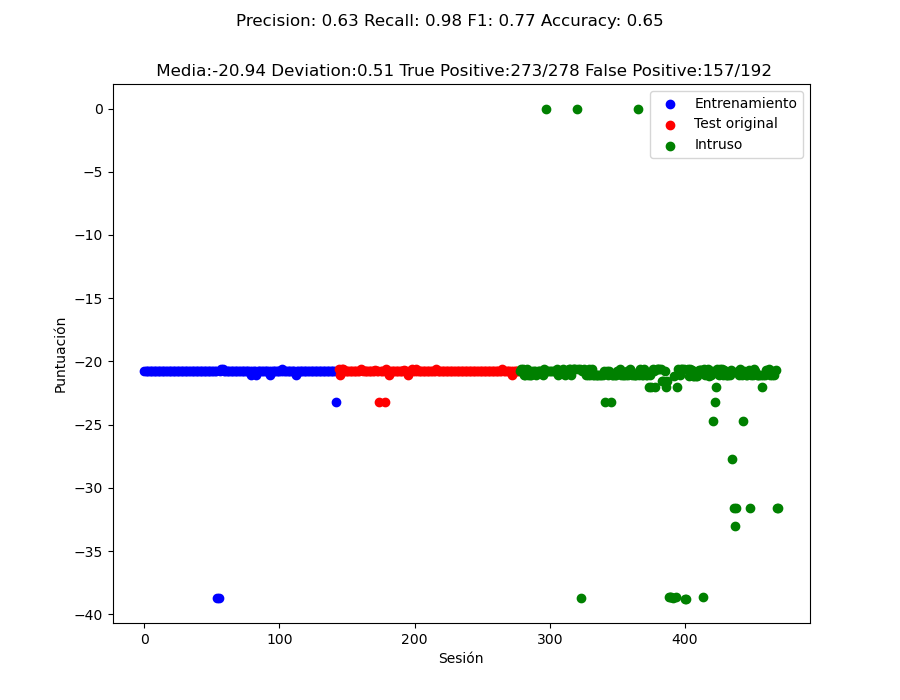 Precision: 0.63 Recall: 0.98 F1: 0.77 Accuracy: 0.65
Media:-20.94 Deviation:0.51 True Positive:273/278 False Positive:157/192
Entrenamiento
Test original
Intruso
0
−5
−10
−15
−20
−25
−30
−35
−40
Puntuación
0 100 200 300 400
Sesión